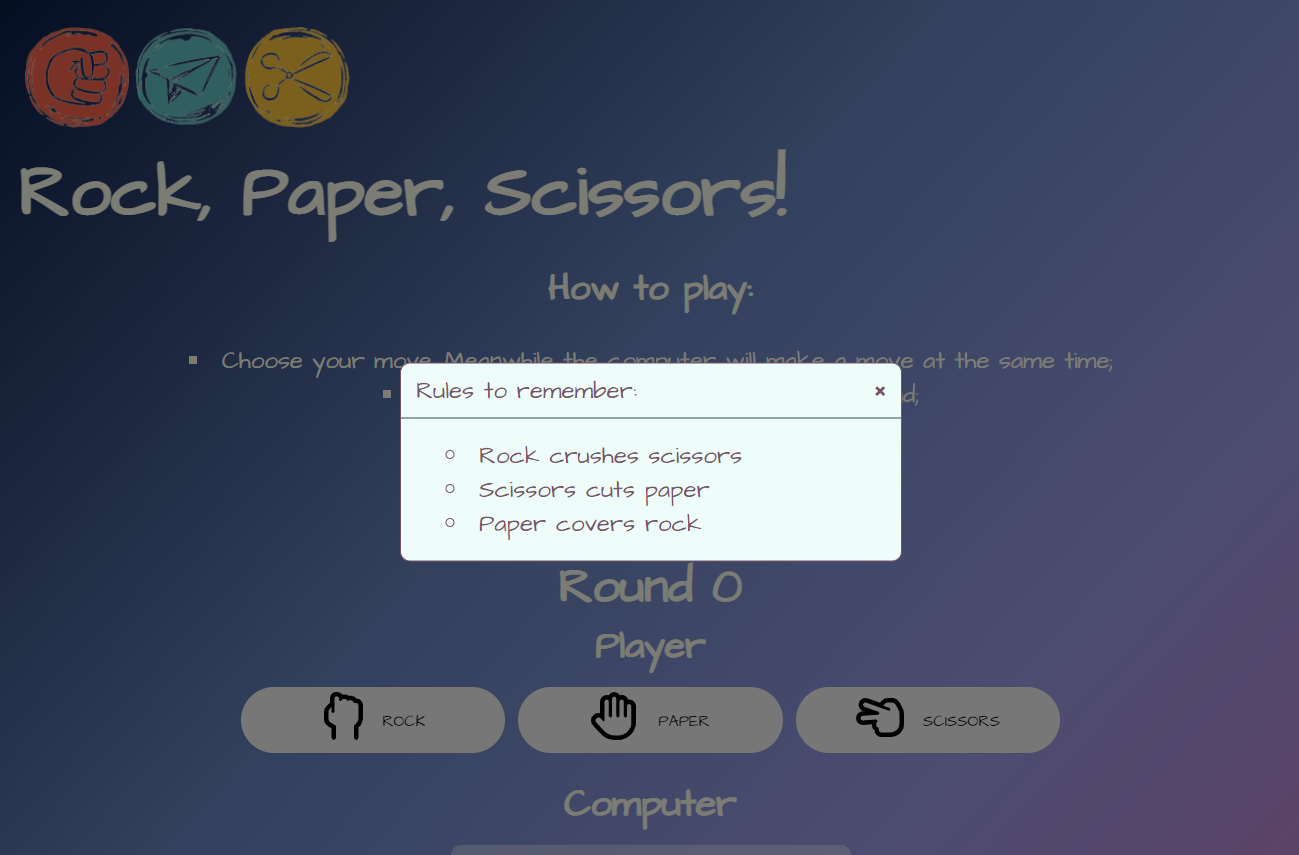 Rock, Paper, Scissors!
How to play:
Choose your move. Meanwhile the computer will make a move at the same time;
Rules to remember:
×
Rock crushes scissors
Scissors cuts paper
Paper covers rock
Round 0
Player
ROCK PAPER SCISSORS
Computer